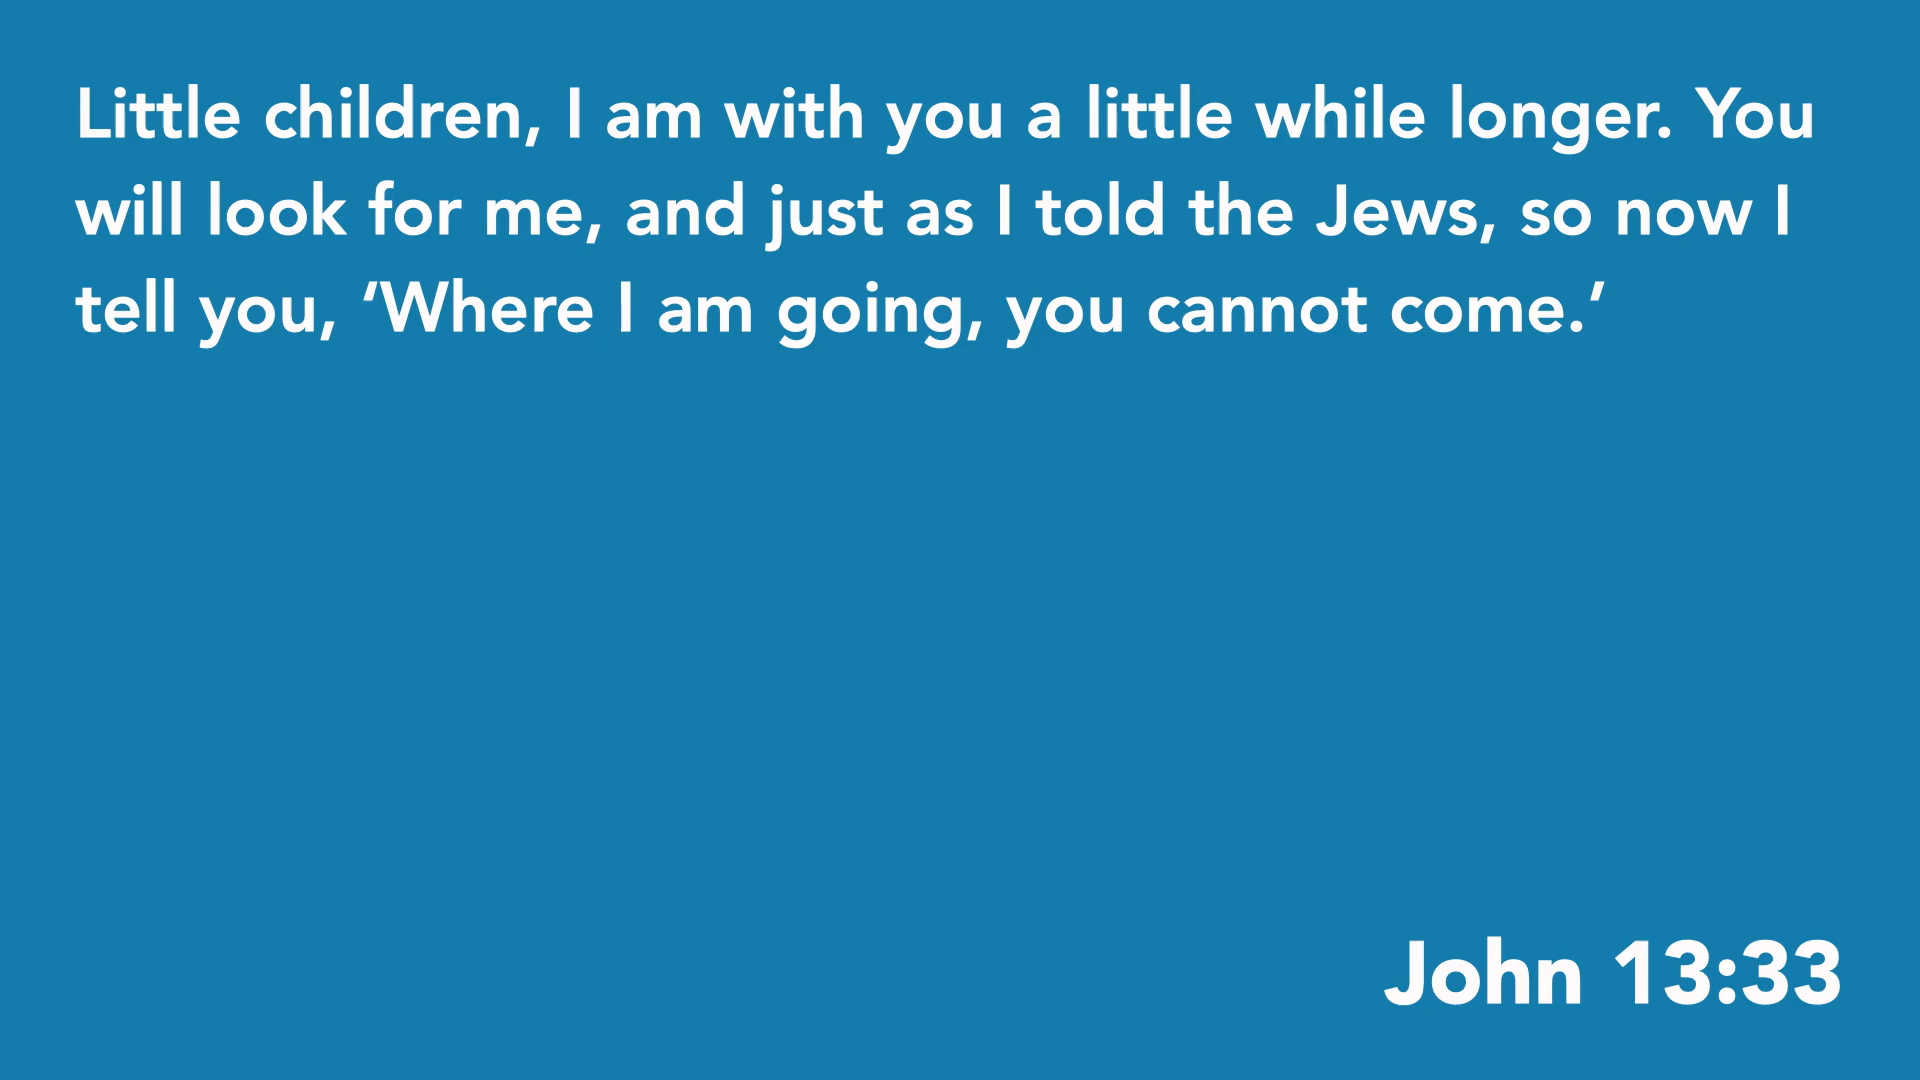 Little children, I am with you a little while longer. You
will look for me, and just as I told the Jews, so now I
tell you, ‘Where I am going, you cannot come.’
John 13:33